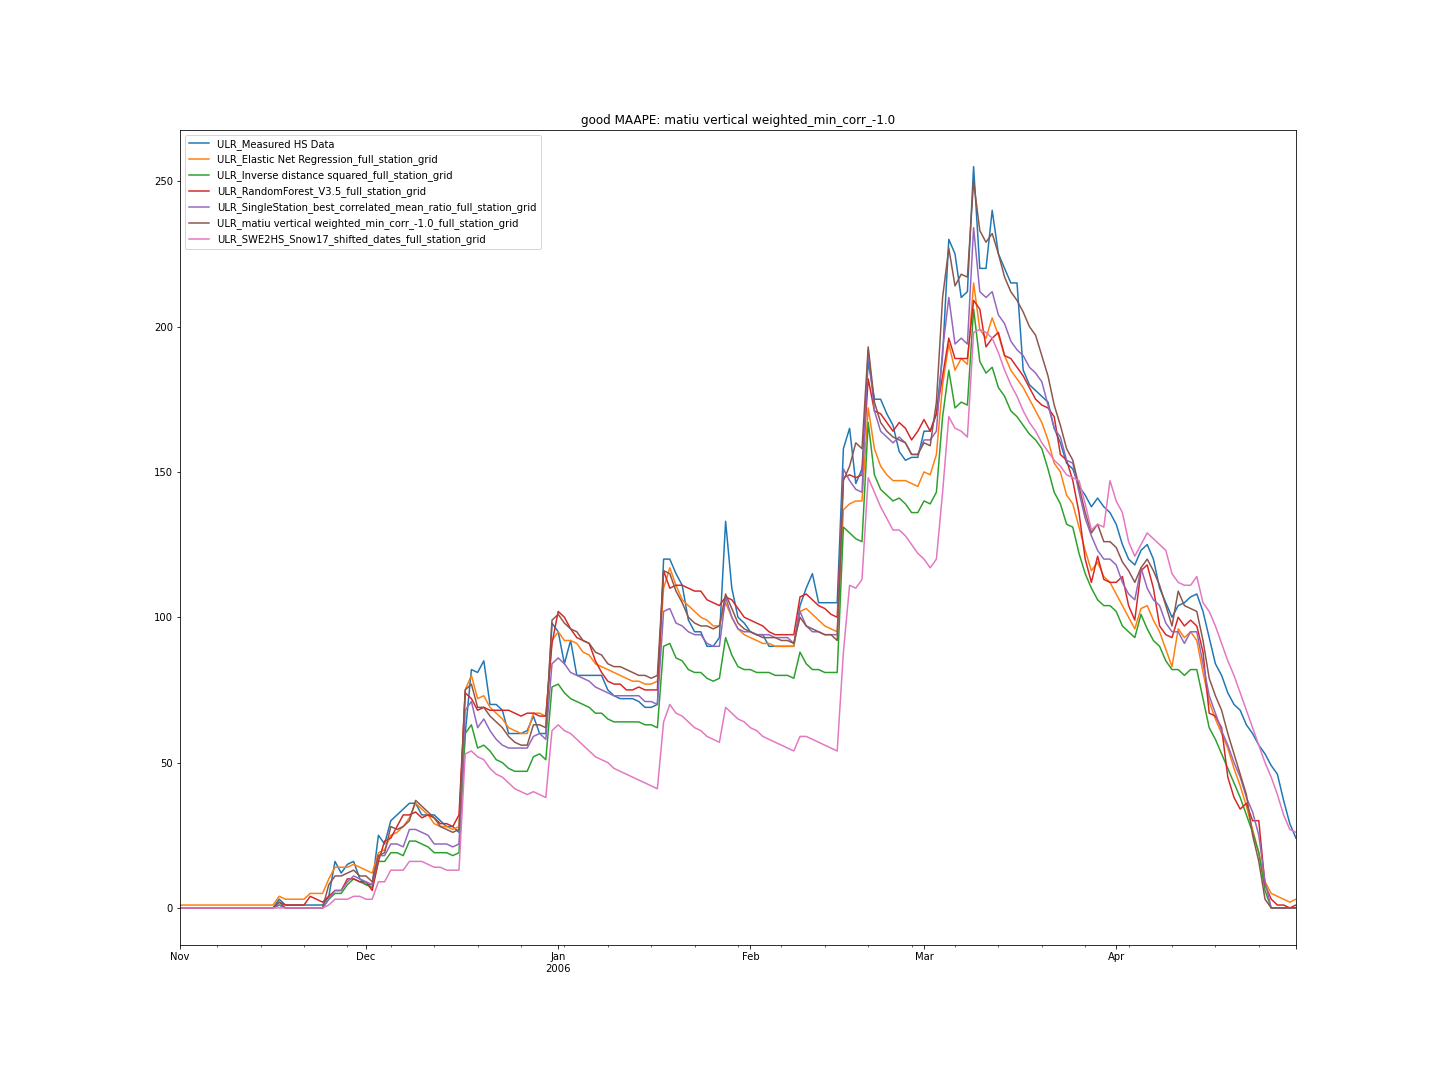 good MAAPE: matiu vertical weighted_min_corr_-1.0
ULR_Measured HS Data
ULR_Elastic Net Regression_full_station_grid
ULR_Inverse distance squared_full_station_grid
ULR_RandomForest_V3.5_full_station_grid
ULR_SingleStation_best_correlated_mean_ratio_full_station_grid
ULR_matiu vertical weighted_min_corr_-1.0_full_station_grid
ULR_SWE2HS_Snow17_shifted_dates_full_station_grid
250
200
150
100
50
0
Nov Dec Jan Feb Mar Apr
2006